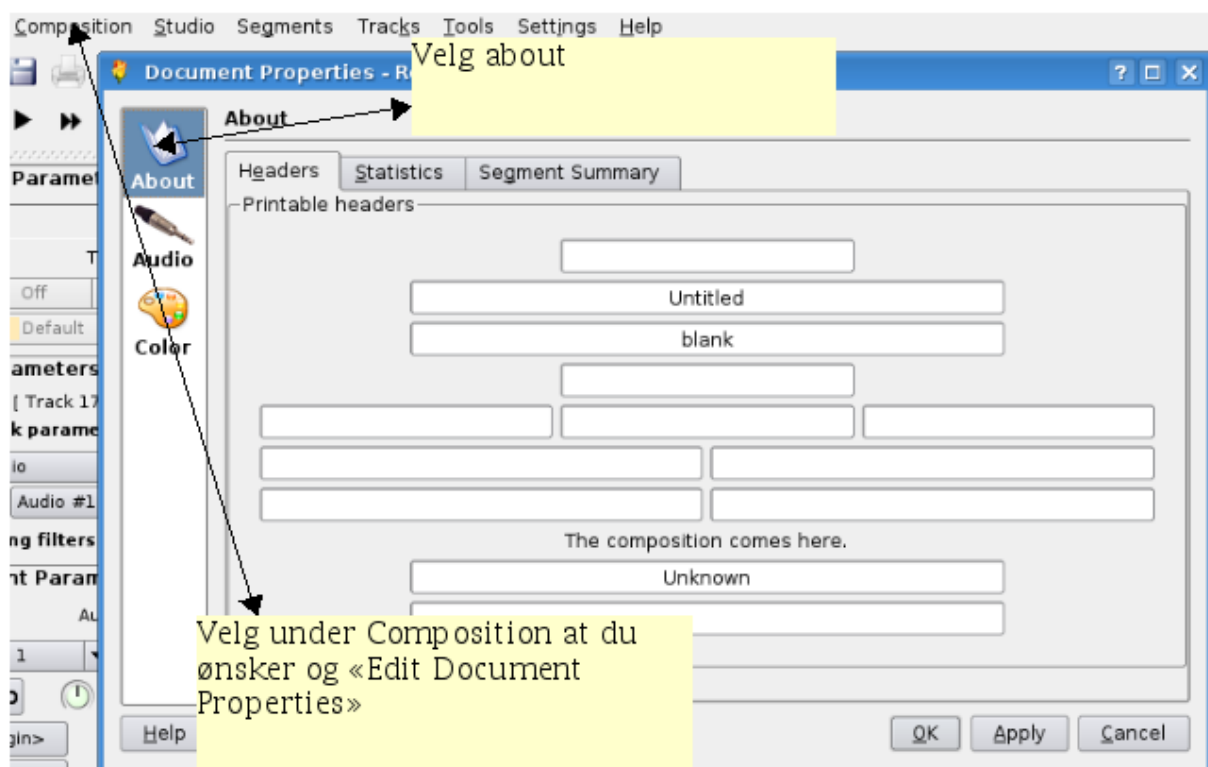 Composition Studio Segments Tracks Tools Settings Help
Velg about
Document Properties - R
About
Paramet
About
Headers Statistics Segment Summary
Printable headers
T
Audio
Off
Untitled
Default
blank
Color
ameters
[ Track 17
k parame
io
Audio #1
ng filters
The composition comes here.
nt Param
Unknown
Au
1
Velg under Composition at du
ønsker og «Edit Document
Properties»
gin>
Help
OK Apply Cancel